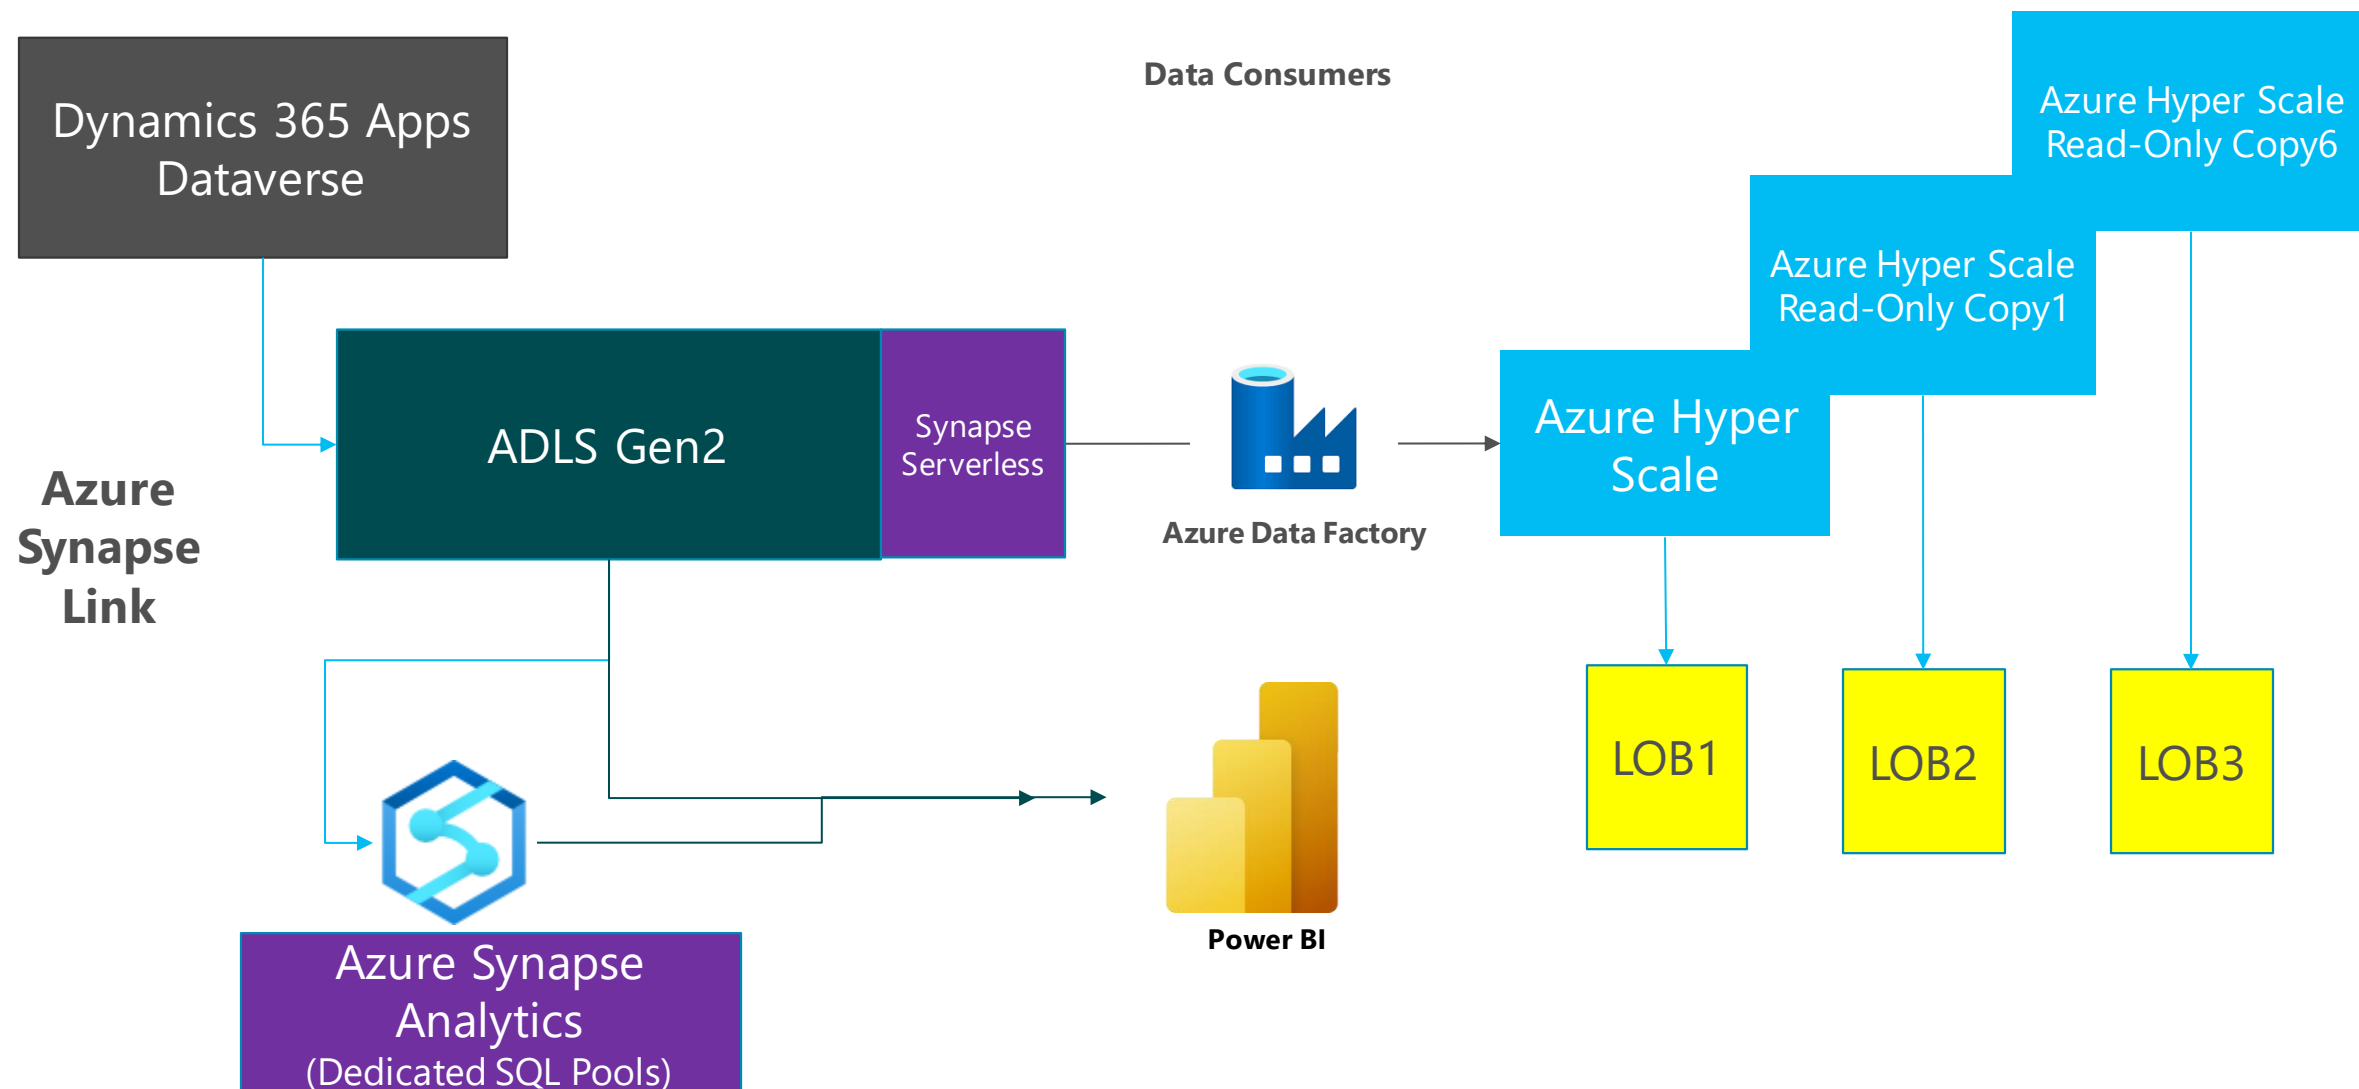 Dynamics 365 Apps
Dataverse
Data Consumers
Azure Hyper Scale
Read-Only Copy6
Azure Hyper Scale
Read-Only Copy1
Azure Hyper
Scale
ADLS Gen2
Synapse
Serverless
Azure Data Factory
Azure
Synapse
Link
LOB1
LOB2
LOB3
Power BI
Azure Synapse
Analytics
(Dedicated SQL Pools)